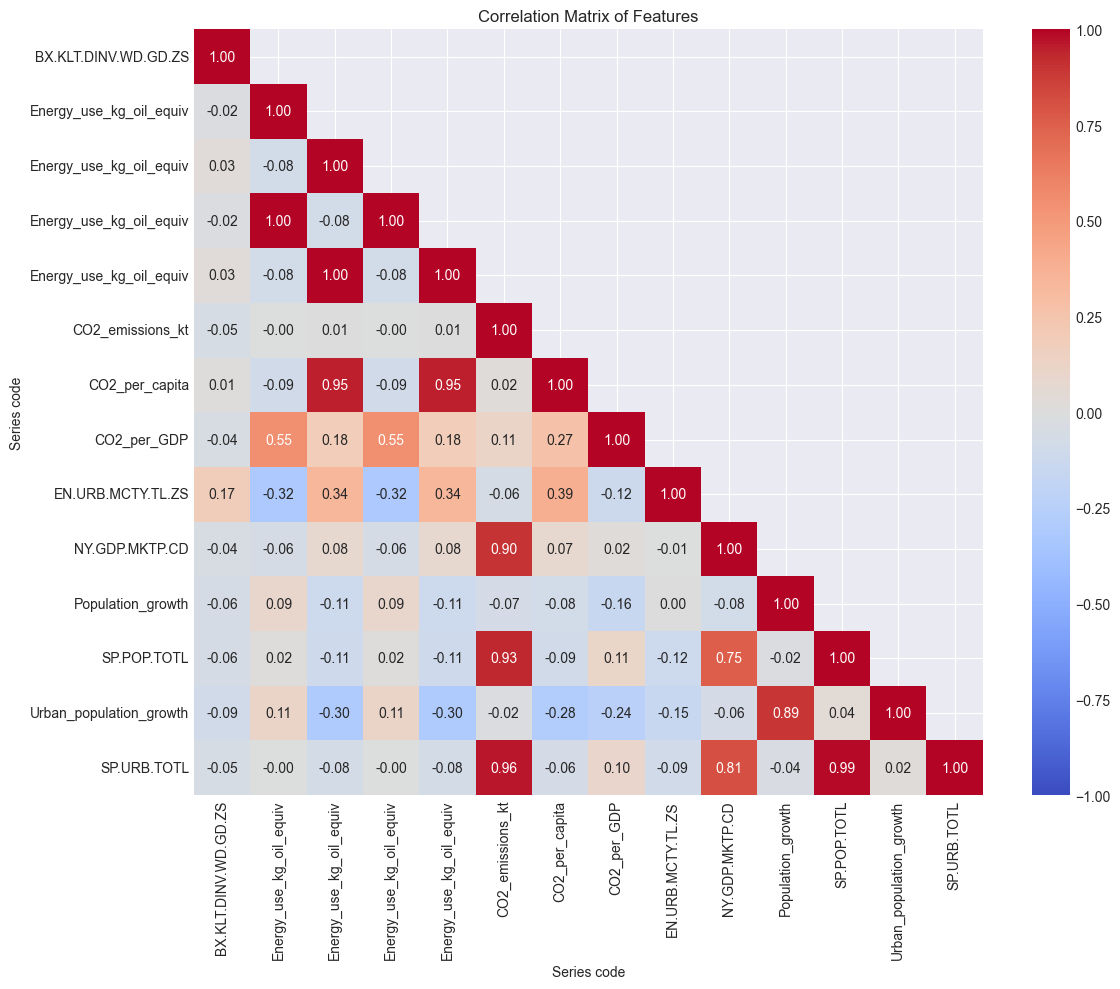 Correlation Matrix of Features
BX.KLT.DINV.WD.GD.ZS 1.00
Energy_use_kg_oil_equiv -0.02 1.00
Energy_use_kg_oil_equiv 0.03 -0.08 1.00
Energy_use_kg_oil_equiv -0.02 1.00 -0.08 1.00
Energy_use_kg_oil_equiv 0.03 -0.08 1.00 -0.08 1.00
CO2_emissions_kt -0.05 -0.00 0.01 -0.00 0.01 1.00
CO2_per_capita 0.01 -0.09 0.95 -0.09 0.95 0.02 1.00
CO2_per_GDP -0.04 0.55 0.18 0.55 0.18 0.11 0.27 1.00
EN.URB.MCTY.TL.ZS 0.17 -0.32 0.34 -0.32 0.34 -0.06 0.39 -0.12 1.00
NY.GDP.MKTP.CD -0.04 -0.06 0.08 -0.06 0.08 0.90 0.07 0.02 -0.01 1.00
Population_growth -0.06 0.09 -0.11 0.09 -0.11 -0.07 -0.08 -0.16 0.00 -0.08 1.00
SP.POP.TOTL -0.06 0.02 -0.11 0.02 -0.11 0.93 -0.09 0.11 -0.12 0.75 -0.02 1.00
Urban_population_growth -0.09 0.11 -0.30 0.11 -0.30 -0.02 -0.28 -0.24 -0.15 -0.06 0.89 0.04 1.00
SP.URB.TOTL -0.05 -0.00 -0.08 -0.00 -0.08 0.96 -0.06 0.10 -0.09 0.81 -0.04 0.99 0.02 1.00
Series code
BX.KLT.DINV.WD.GD.ZS
Energy_use_kg_oil_equiv
Energy_use_kg_oil_equiv
Energy_use_kg_oil_equiv
Energy_use_kg_oil_equiv
CO2_emissions_kt
CO2_per_capita
CO2_per_GDP
EN.URB.MCTY.TL.ZS
NY.GDP.MKTP.CD
Population_growth
SP.POP.TOTL
Urban_population_growth
SP.URB.TOTL
Series code
1.00
0.75
0.50
0.25
0.00
−0.25
−0.50
−0.75
−1.00